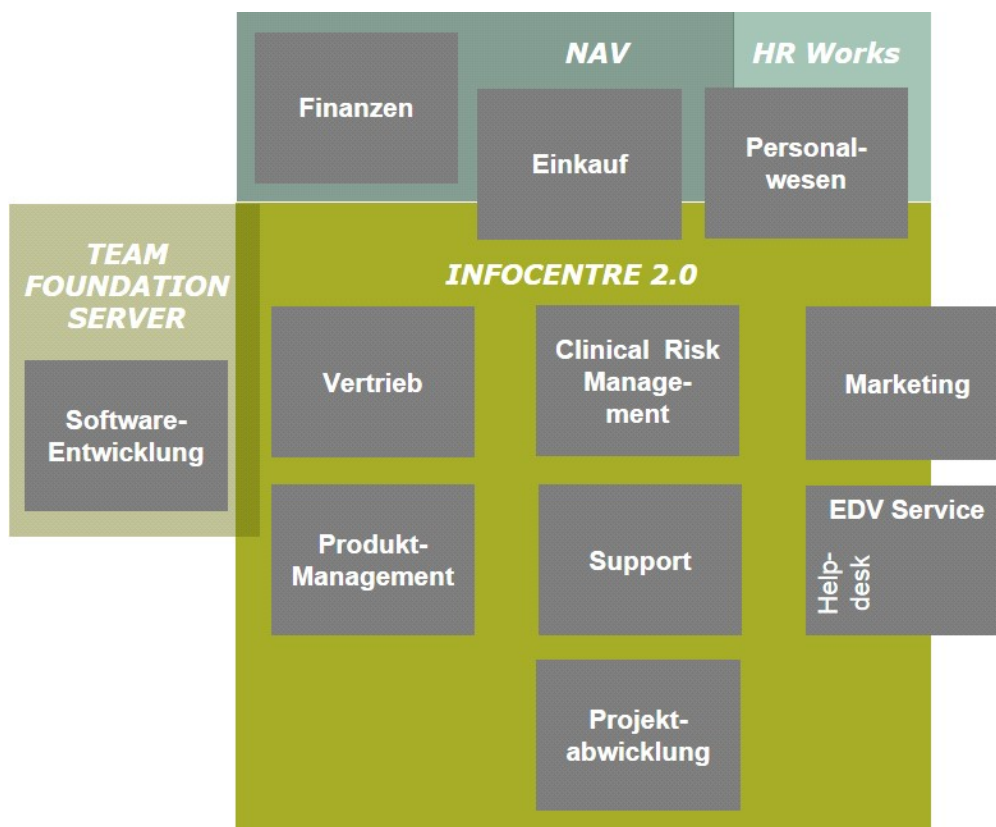 NAV
HR Works
Finanzen
Einkauf
Personal-
wesen
TEAM
FOUNDATION
SERVER
Software-
Entwicklung
INFOCENTRE 2.0
Vertrieb
Clinical Risk
Manage-
ment
Marketing
Produkt-
Management
Support
EDV Service
Help-
desk
Projekt-
abwicklung